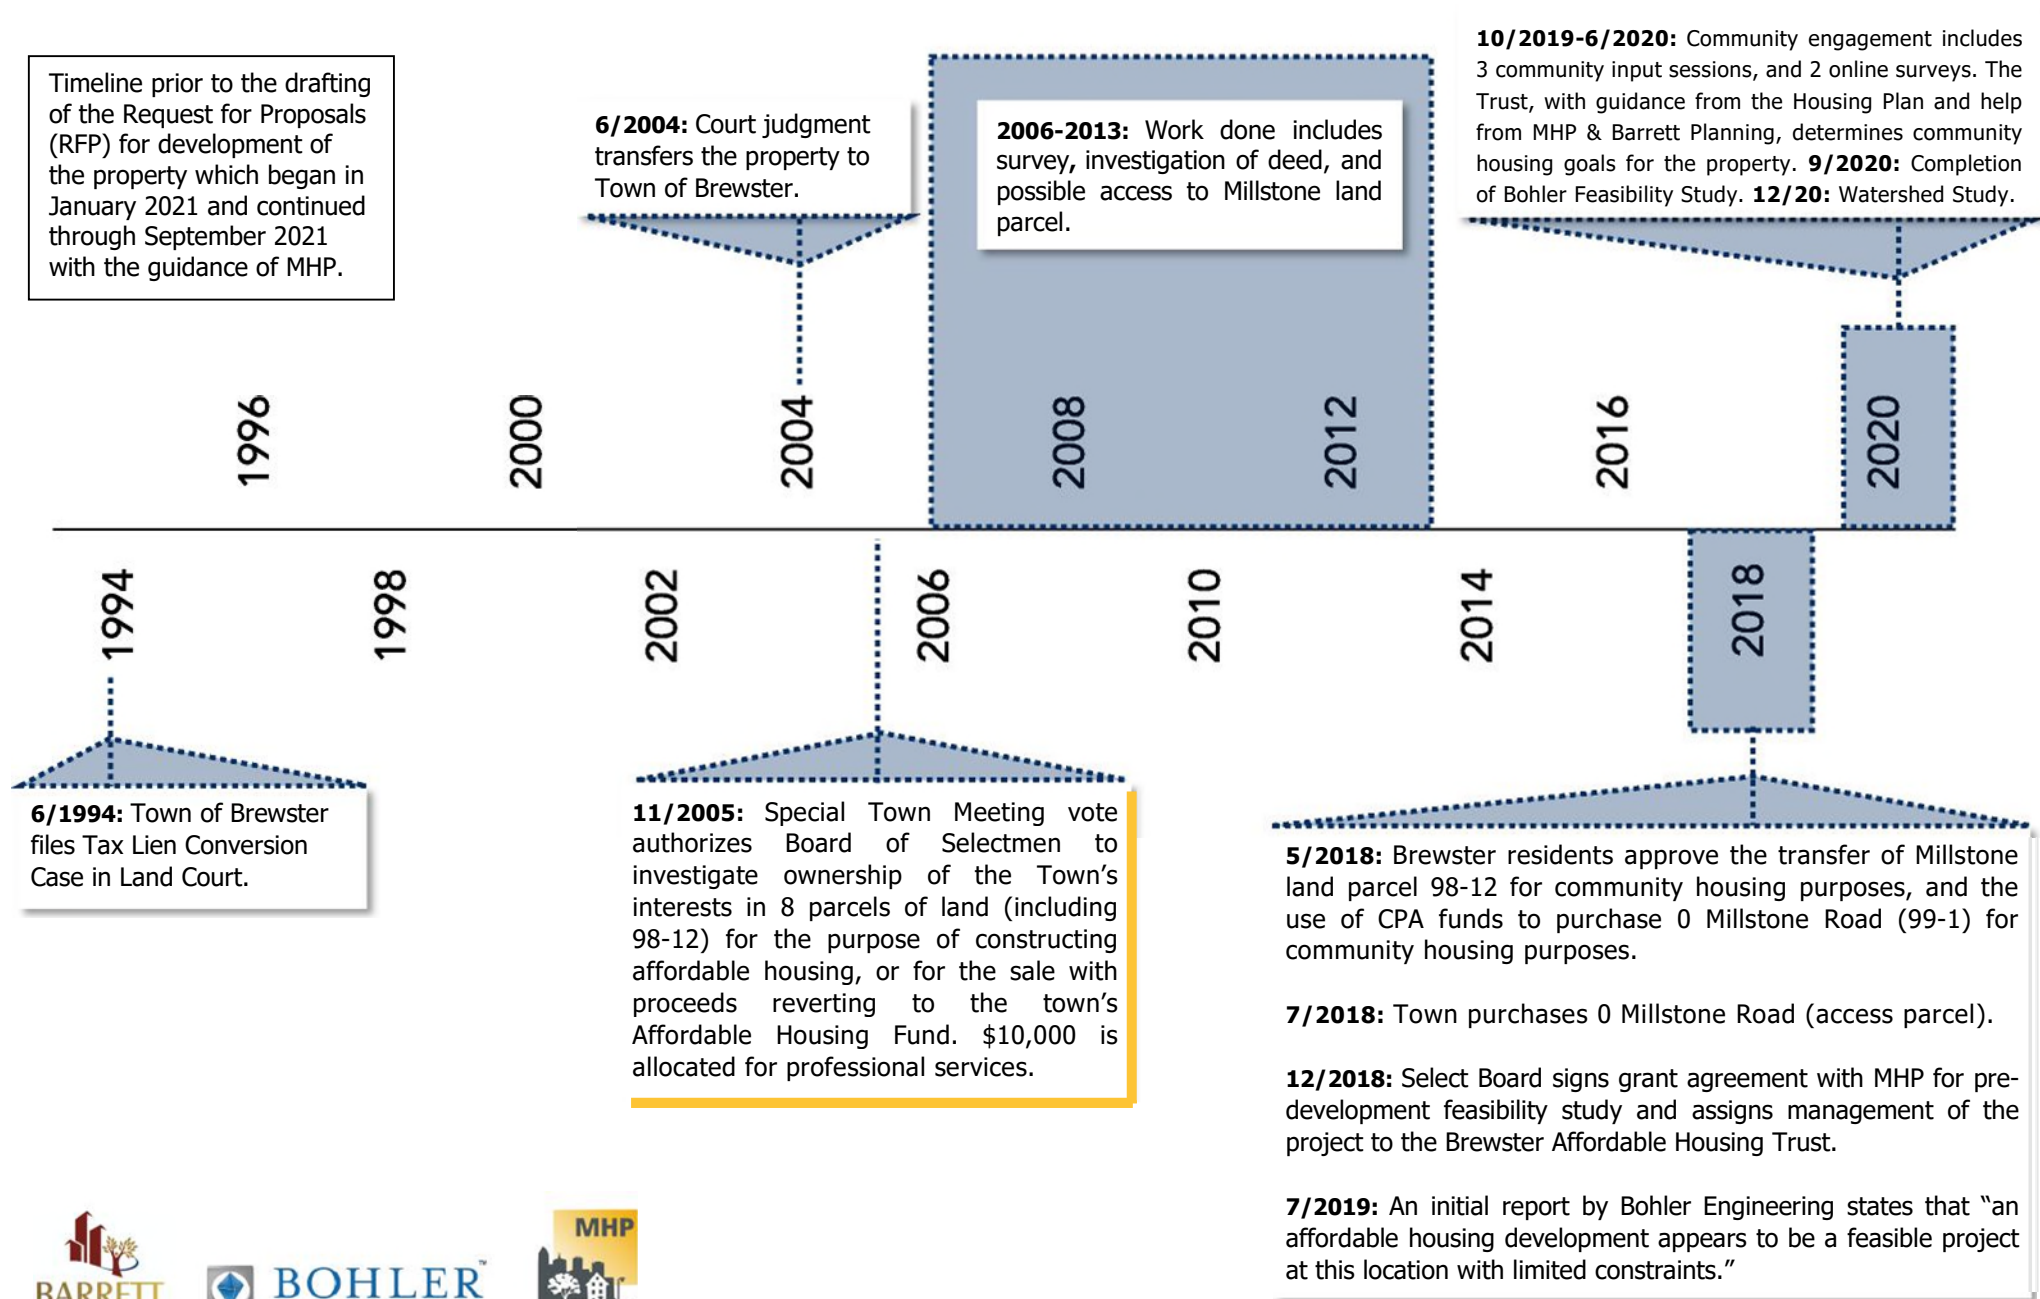 Timeline prior to the drafting
of the Request for Proposals
(RFP) for development of
the property which began in
January 2021 and continued
through September 2021
with the guidance of MHP.
6/2004: Court judgment
transfers the property to
Town of Brewster.
2006-2013: Work done includes
survey, investigation of deed, and
possible access to Millstone land
parcel.
10/2019-6/2020: Community engagement includes
3 community input sessions, and 2 online surveys. The
Trust, with guidance from the Housing Plan and help
from MHP & Barrett Planning, determines community
housing goals for the property. 9/2020: Completion
of Bohler Feasibility Study. 12/20: Watershed Study.
1996
2000
2004
2008
2012
2016
2020
1994
1998
2002
2006
2010
2014
2018
6/1994: Town of Brewster
files Tax Lien Conversion
Case in Land Court.
11/2005: Special Town Meeting vote
authorizes Board of Selectmen to
investigate ownership of the Town’s
interests in 8 parcels of land (including
98-12) for the purpose of constructing
affordable housing, or for the sale with
proceeds reverting to the town’s
Affordable Housing Fund. $10,000 is
allocated for professional services.
5/2018: Brewster residents approve the transfer of Millstone
land parcel 98-12 for community housing purposes, and the
use of CPA funds to purchase 0 Millstone Road (99-1) for
community housing purposes.
7/2018: Town purchases 0 Millstone Road (access parcel).
12/2018: Select Board signs grant agreement with MHP for pre-
development feasibility study and assigns management of the
project to the Brewster Affordable Housing Trust.
7/2019: An initial report by Bohler Engineering states that “an
affordable housing development appears to be a feasible project
at this location with limited constraints.”
BARRETT
BOHLER™
MHP